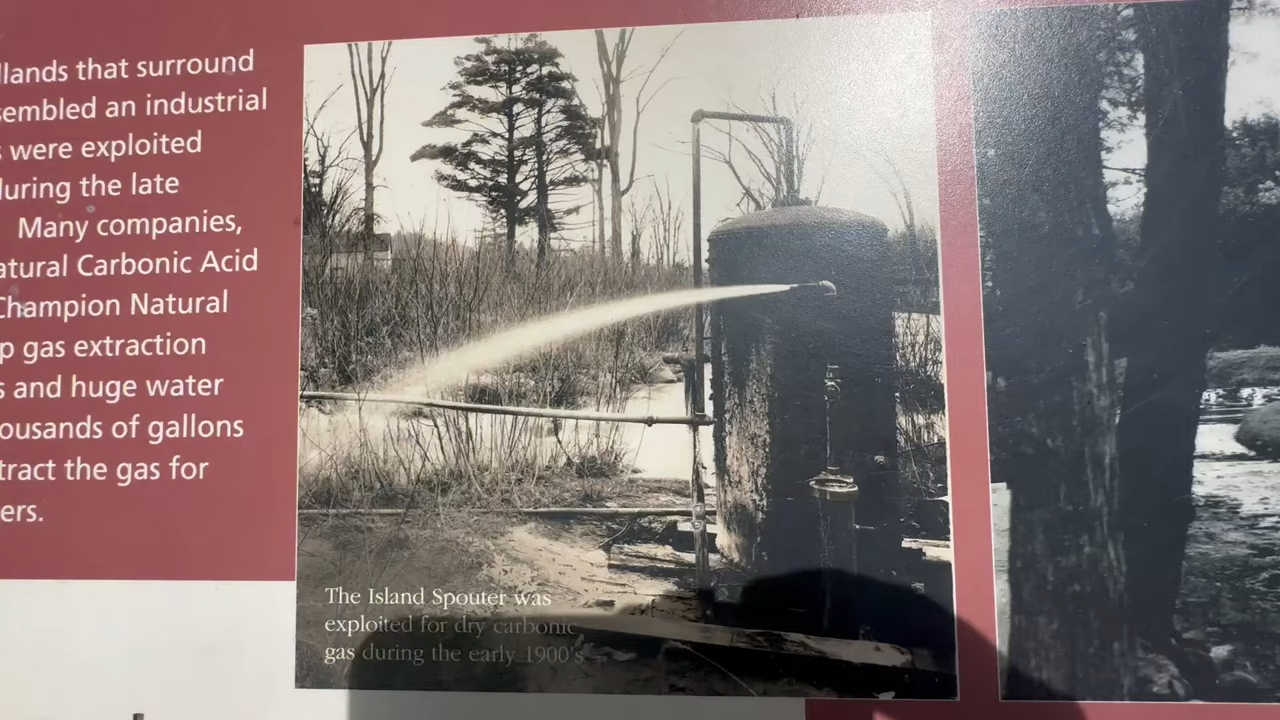 llands that surround
sembled an industrial
s were exploited
during the late
Many companies,
atural Carbonic Acid
Champion Natural
p gas extraction
s and huge water
ousands of gallons
tract the gas for
ers.
The Island Spouter was
exploited for dry carbonic
gas during the early 1900's